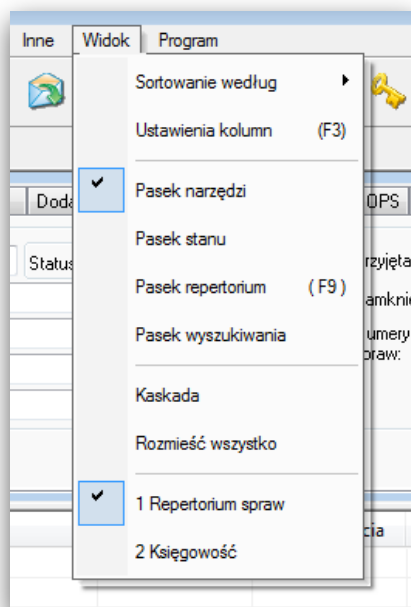 Inne Widok Program
Sortowanie według
Ustawienia kolumn (F3)
Pasek narzędzi
Doda OPS
Pasek stanu
Status
rzyjęta
Pasek repertorium ( F9 )
amknię
Pasek wyszukiwania
umery
praw:
Kaskada
Rozmieść wszystko
1 Repertorium spraw
cia
2 Księgowość